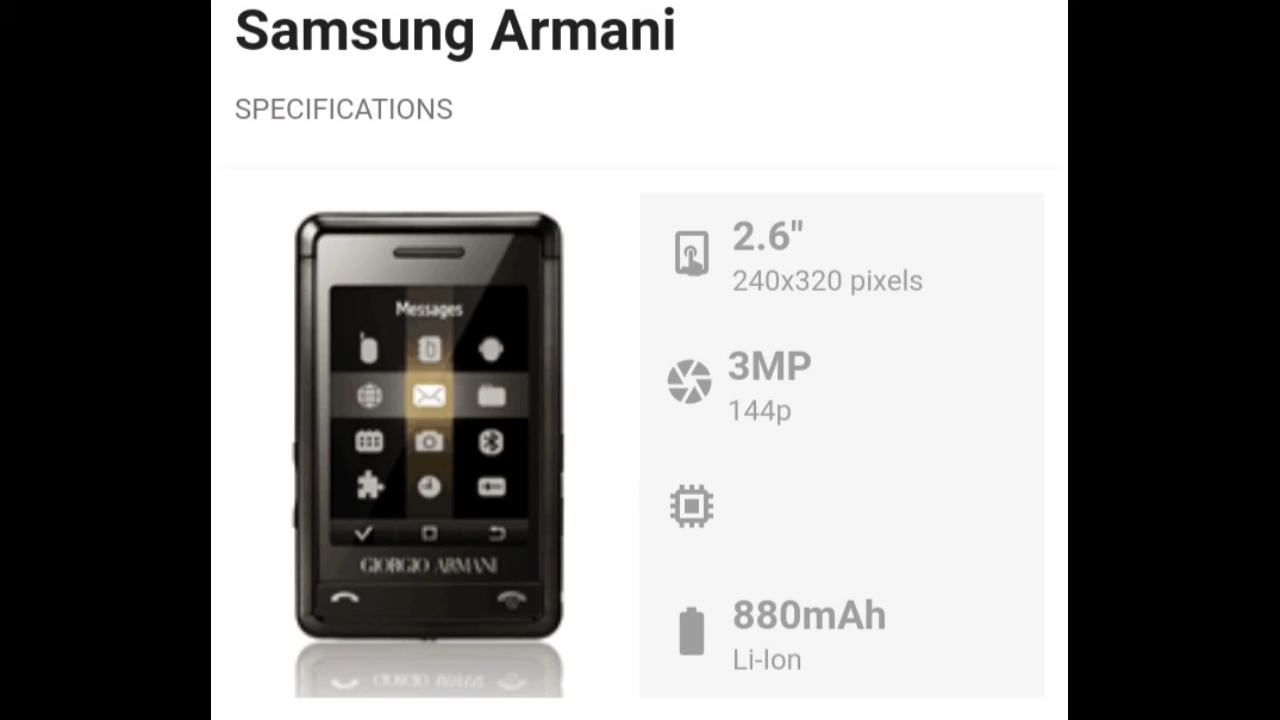 Samsung Armani
SPECIFICATIONS
Messages
GIORGIO ARMANI
2.6"
240x320 pixels
3MP
144p
880mAh
Li-Ion